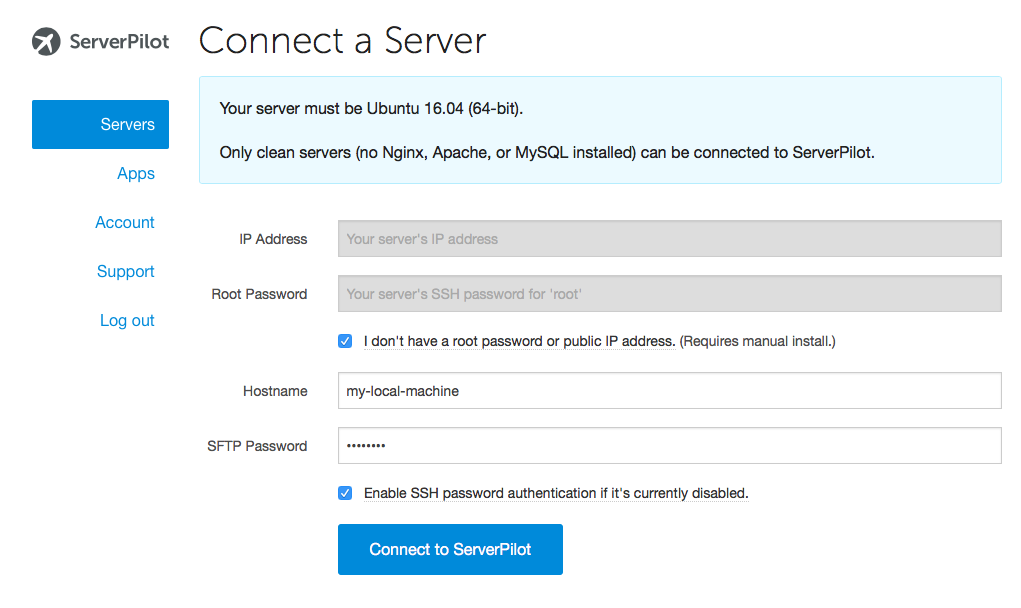 ServerPilot
Connect a Server
Servers
Apps
Account
Support
Log out
Your server must be Ubuntu 16.04 (64-bit).
Only clean servers (no Nginx, Apache, or MySQL installed) can be connected to ServerPilot.
IP Address
Your server's IP address
Root Password
Your server's SSH password for 'root'
I don't have a root password or public IP address. (Requires manual install.)
Hostname
my-local-machine
SFTP Password
••••••••
Enable SSH password authentication if it's currently disabled.
Connect to ServerPilot